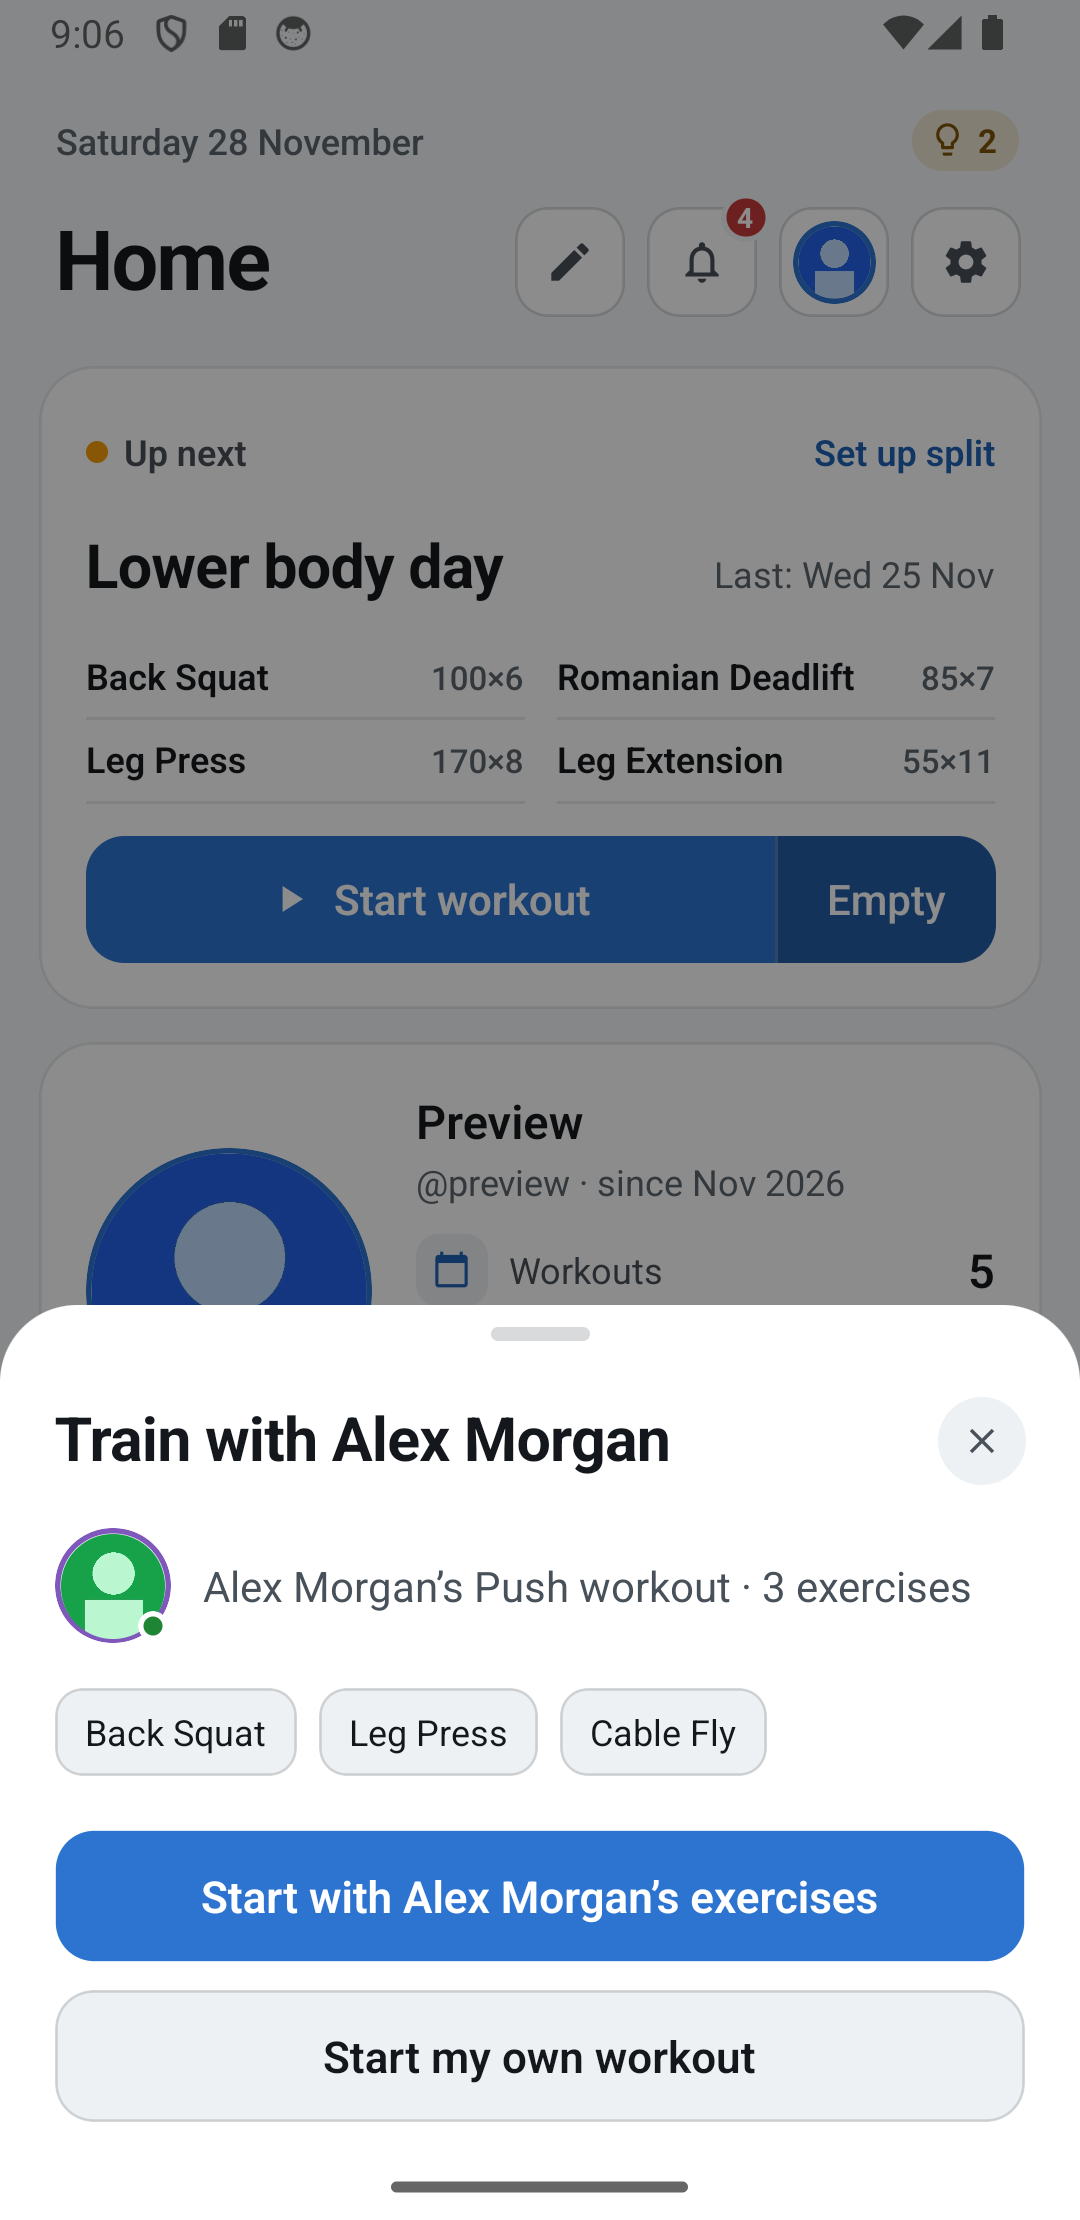 9:06
Saturday 28 November
2
Home
4
Up next
Set up split
Lower body day
Last: Wed 25 Nov
Back Squat 100×6
Romanian Deadlift 85×7
Leg Press 170×8
Leg Extension 55×11
Start workout
Empty
Preview
@preview · since Nov 2026
Workouts 5
Train with Alex Morgan
Alex Morgan’s Push workout · 3 exercises
Back Squat
Leg Press
Cable Fly
Start with Alex Morgan’s exercises
Start my own workout